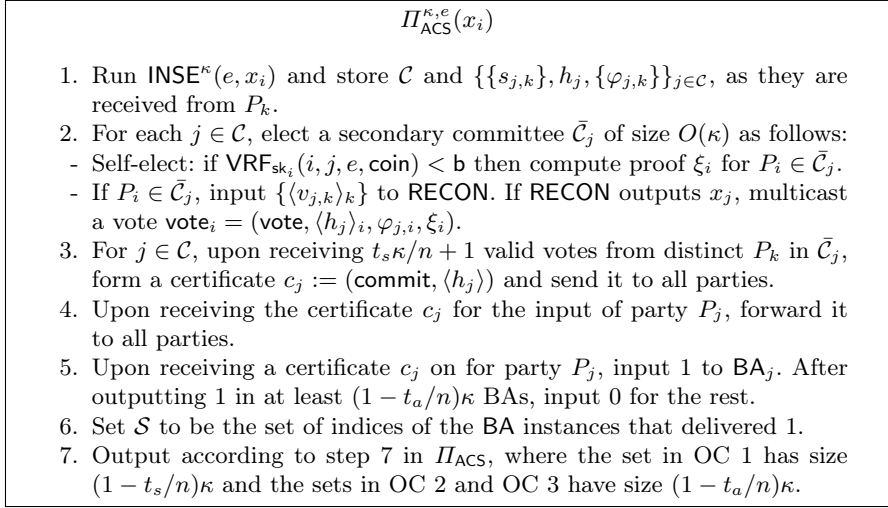 Π_ACS^{κ,e}(x_i)
1. Run INSE^κ(e, x_i) and store 𝒞 and {{s_{j,k}}, h_j, {φ_{j,k}}}_{j∈𝒞}, as they are
received from P_k.
2. For each j ∈ 𝒞, elect a secondary committee 𝒞̄_j of size O(κ) as follows:
- Self-elect: if VRF_{sk_i}(i, j, e, coin) < b then compute proof ξ_i for P_i ∈ 𝒞̄_j.
- If P_i ∈ 𝒞̄_j, input {⟨v_{j,k}⟩_k} to RECON. If RECON outputs x_j, multicast
a vote vote_i = (vote, ⟨h_j⟩_i, φ_{j,i}, ξ_i).
3. For j ∈ 𝒞, upon receiving t_sκ/n + 1 valid votes from distinct P_k in 𝒞̄_j,
form a certificate c_j := (commit, ⟨h_j⟩) and send it to all parties.
4. Upon receiving the certificate c_j for the input of party P_j, forward it
to all parties.
5. Upon receiving a certificate c_j on for party P_j, input 1 to BA_j. After
outputting 1 in at least (1 − t_a/n)κ BAs, input 0 for the rest.
6. Set 𝒮 to be the set of indices of the BA instances that delivered 1.
7. Output according to step 7 in Π_ACS, where the set in OC 1 has size
(1 − t_s/n)κ and the sets in OC 2 and OC 3 have size (1 − t_a/n)κ.